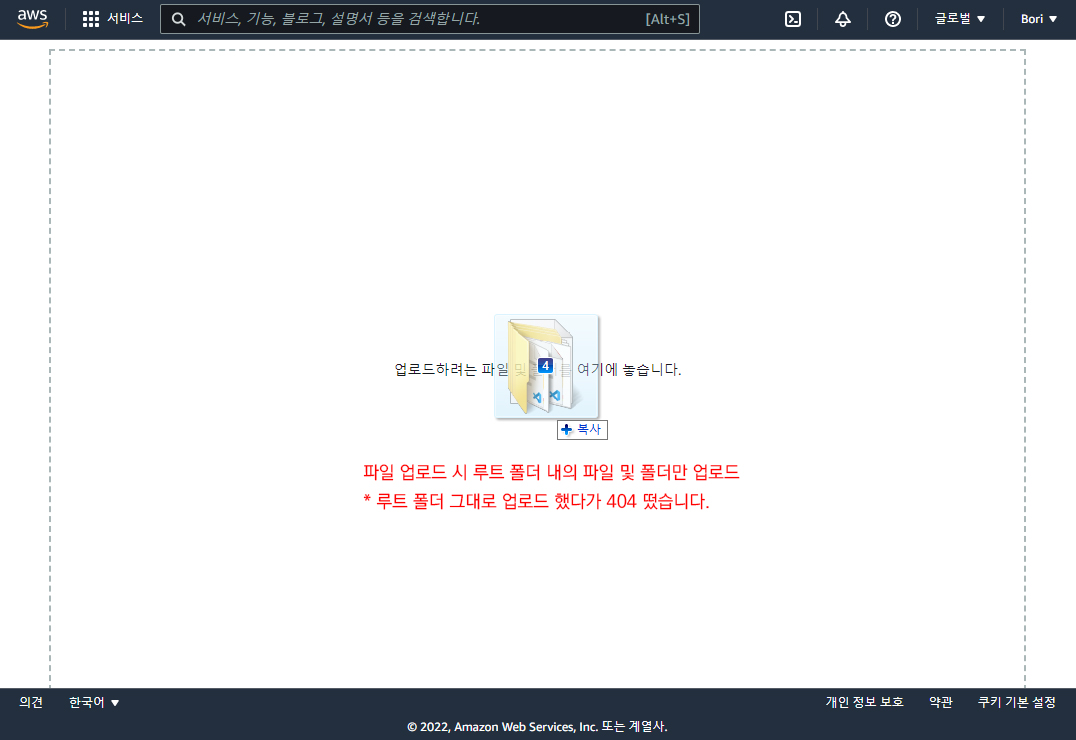 aws 서비스 서비스, 기능, 블로그, 설명서 등을 검색합니다. [Alt+S] 글로벌 ▼ Bori ▼
업로드하려는 파일 및 를 여기에 놓습니다.
4
복사
파일 업로드 시 루트 폴더 내의 파일 및 폴더만 업로드
* 루트 폴더 그대로 업로드 했다가 404 떴습니다.
의견 한국어 ▼ 개인 정보 보호 약관 쿠키 기본 설정
© 2022, Amazon Web Services, Inc. 또는 계열사.